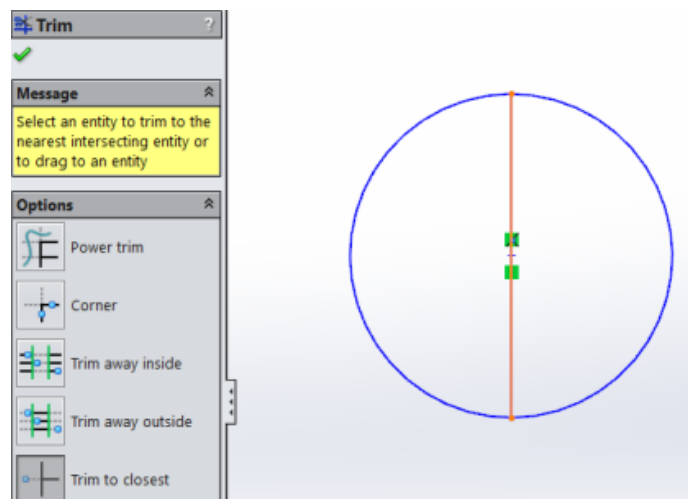 Trim
?
Message
Select an entity to trim to the
nearest intersecting entity or
to drag to an entity
Options
Power trim
Corner
Trim away inside
Trim away outside
Trim to closest